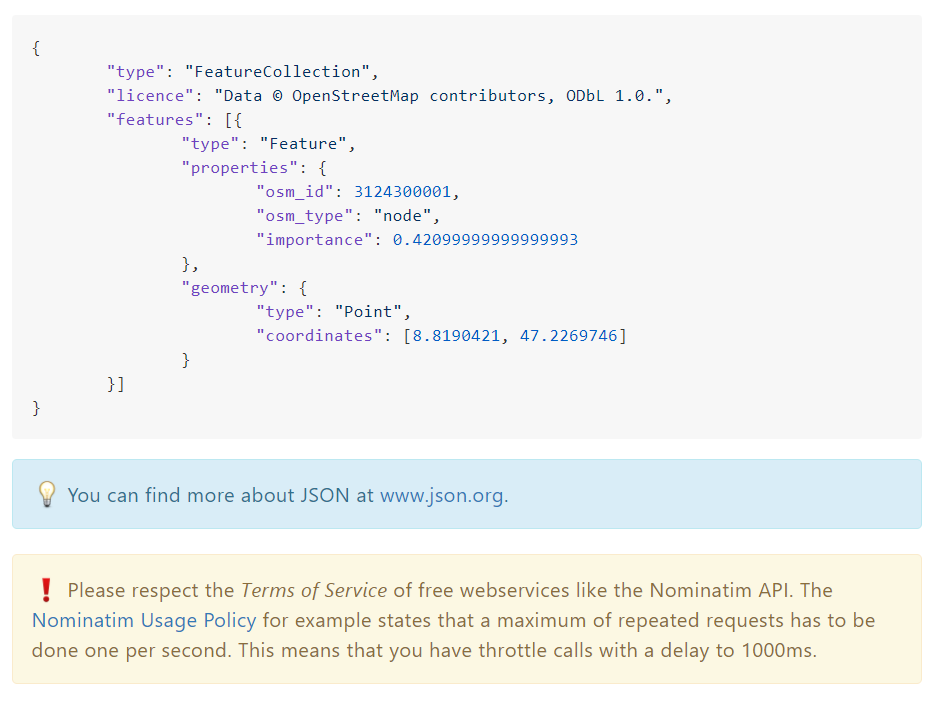 {
        "type": "FeatureCollection",
        "licence": "Data © OpenStreetMap contributors, ODbL 1.0.",
        "features": [{
                "type": "Feature",
                "properties": {
                        "osm_id": 3124300001,
                        "osm_type": "node",
                        "importance": 0.42099999999999993
                },
                "geometry": {
                        "type": "Point",
                        "coordinates": [8.8190421, 47.2269746]
                }
        }]
}
You can find more about JSON at www.json.org.
Please respect the Terms of Service of free webservices like the Nominatim API. The
Nominatim Usage Policy for example states that a maximum of repeated requests has to be
done one per second. This means that you have throttle calls with a delay to 1000ms.